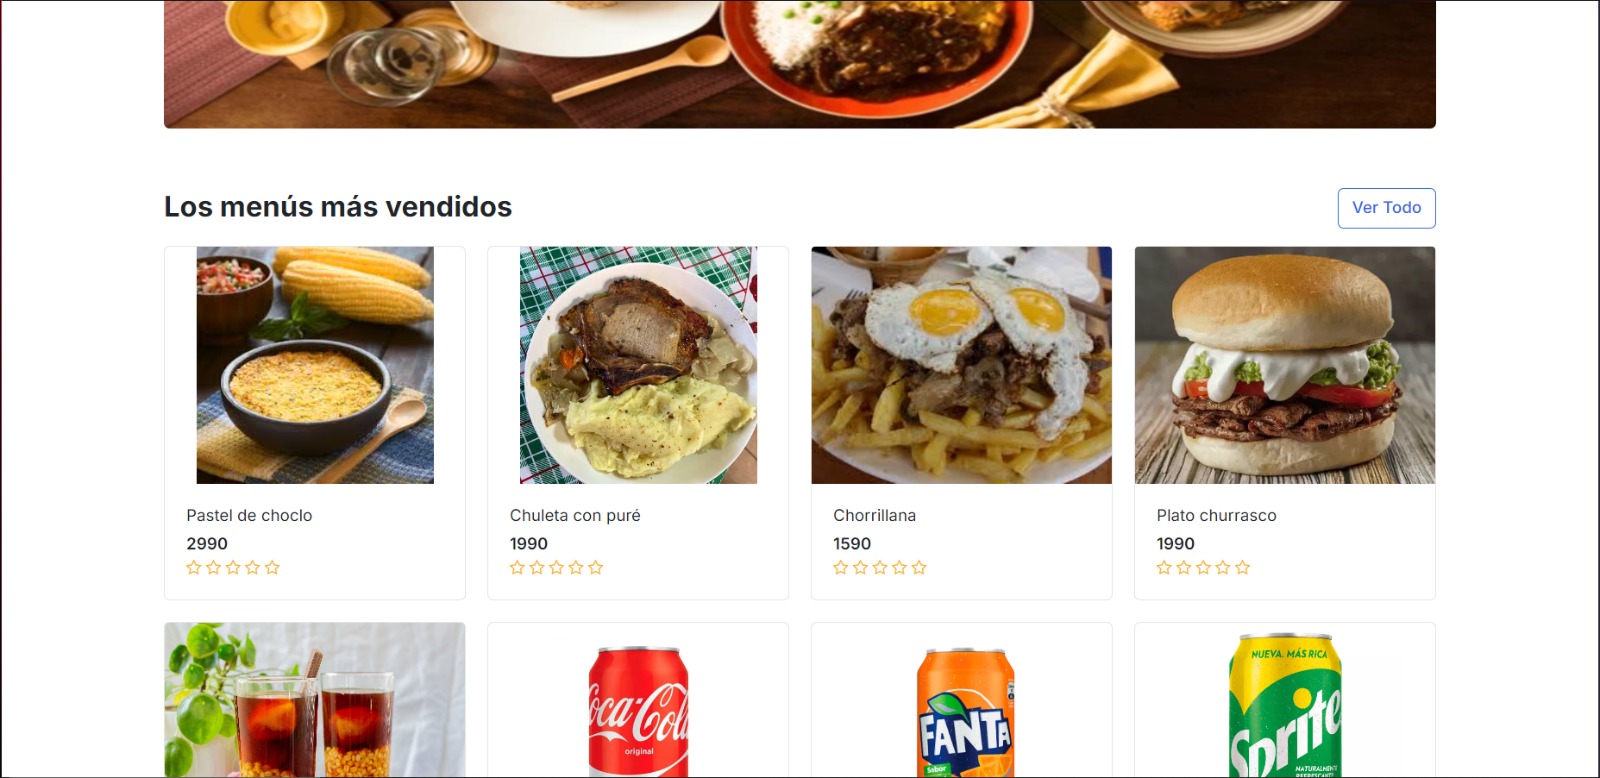 Los menús más vendidos
Ver Todo
Pastel de choclo
2990
Chuleta con puré
1990
Chorrillana
1590
Plato churrasco
1990
Coca-Cola
original
FANTA
Sabor
NUEVA. MÁS RICA
Sprite
NATURALMENTE
REFRESCANTE